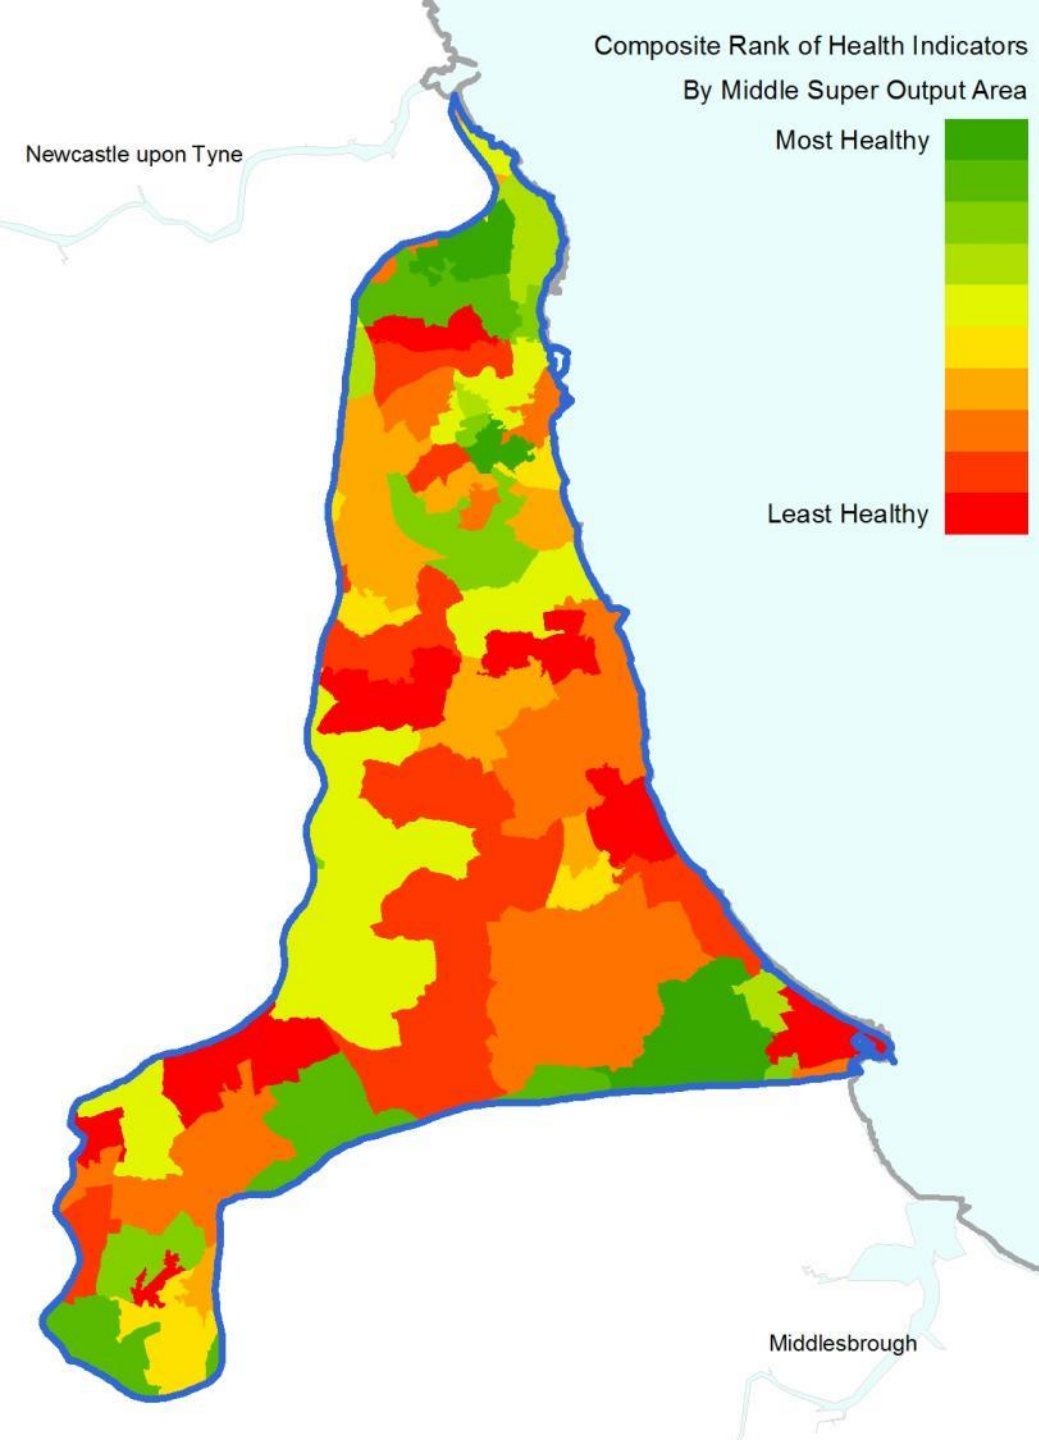 Composite Rank of Health Indicators
By Middle Super Output Area
Most Healthy
Newcastle upon Tyne
Least Healthy
Middlesbrough